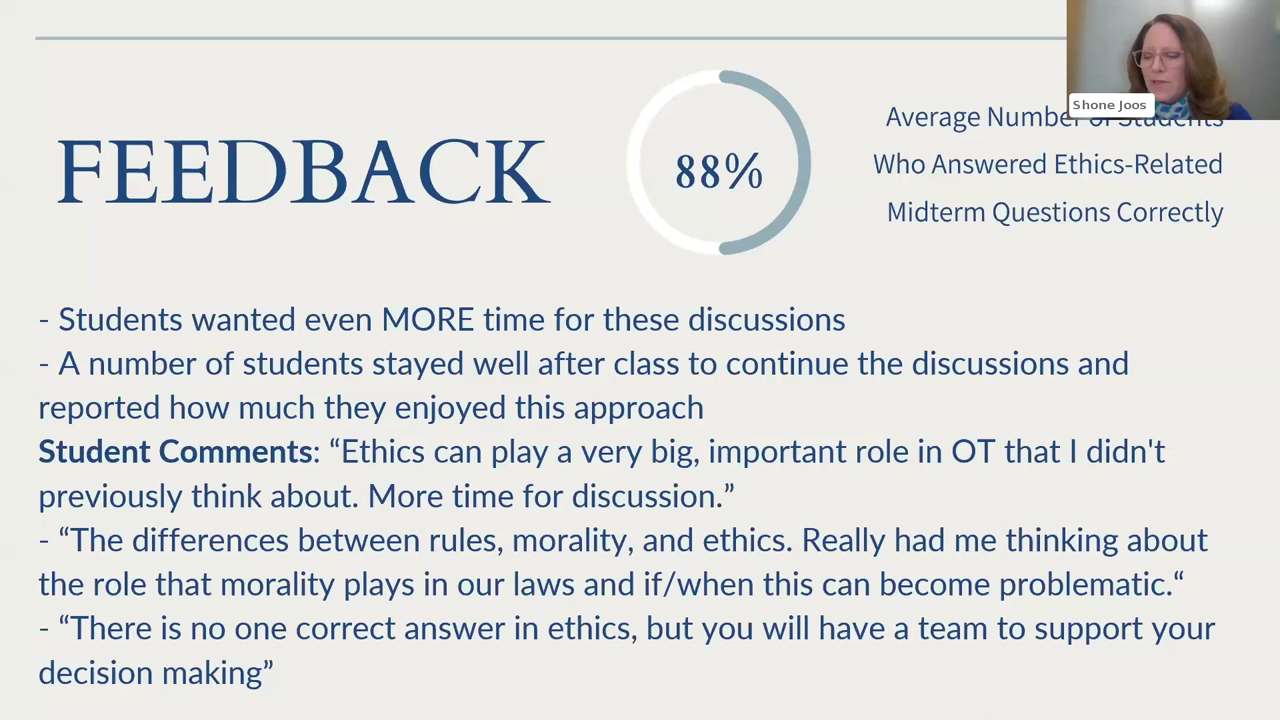 Shone Joos
FEEDBACK
88%
Average Number of Students
Who Answered Ethics-Related
Midterm Questions Correctly
- Students wanted even MORE time for these discussions
- A number of students stayed well after class to continue the discussions and
reported how much they enjoyed this approach
Student Comments: “Ethics can play a very big, important role in OT that I didn't
previously think about. More time for discussion.”
- “The differences between rules, morality, and ethics. Really had me thinking about
the role that morality plays in our laws and if/when this can become problematic.“
- “There is no one correct answer in ethics, but you will have a team to support your
decision making”